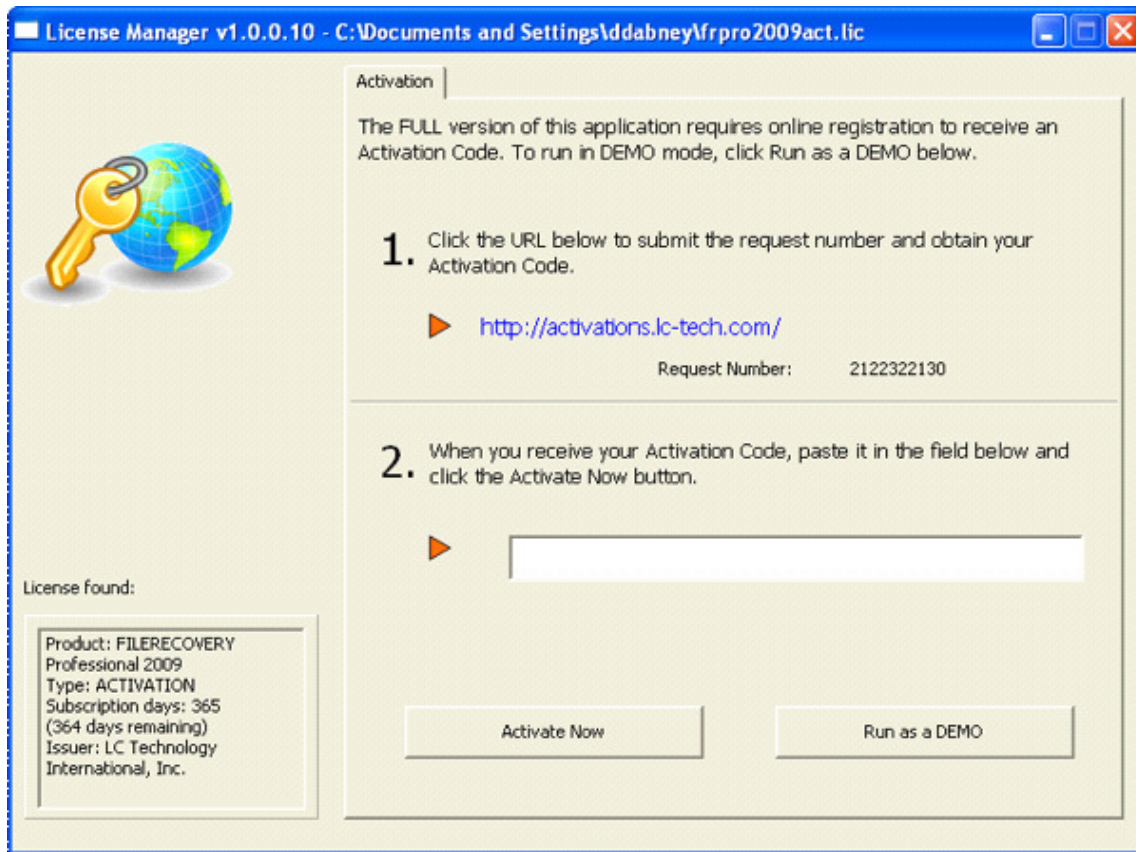 License Manager v1.0.0.10 - C:\Documents and Settings\ddabney\frpro2009act.lic
Activation
The FULL version of this application requires online registration to receive an
Activation Code. To run in DEMO mode, click Run as a DEMO below.
1. Click the URL below to submit the request number and obtain your
Activation Code.
http://activations.lc-tech.com/
Request Number: 2122322130
2. When you receive your Activation Code, paste it in the field below and
click the Activate Now button.
License found:
Product: FILERECOVERY
Professional 2009
Type: ACTIVATION
Subscription days: 365
(364 days remaining)
Issuer: LC Technology
International, Inc.
Activate Now
Run as a DEMO